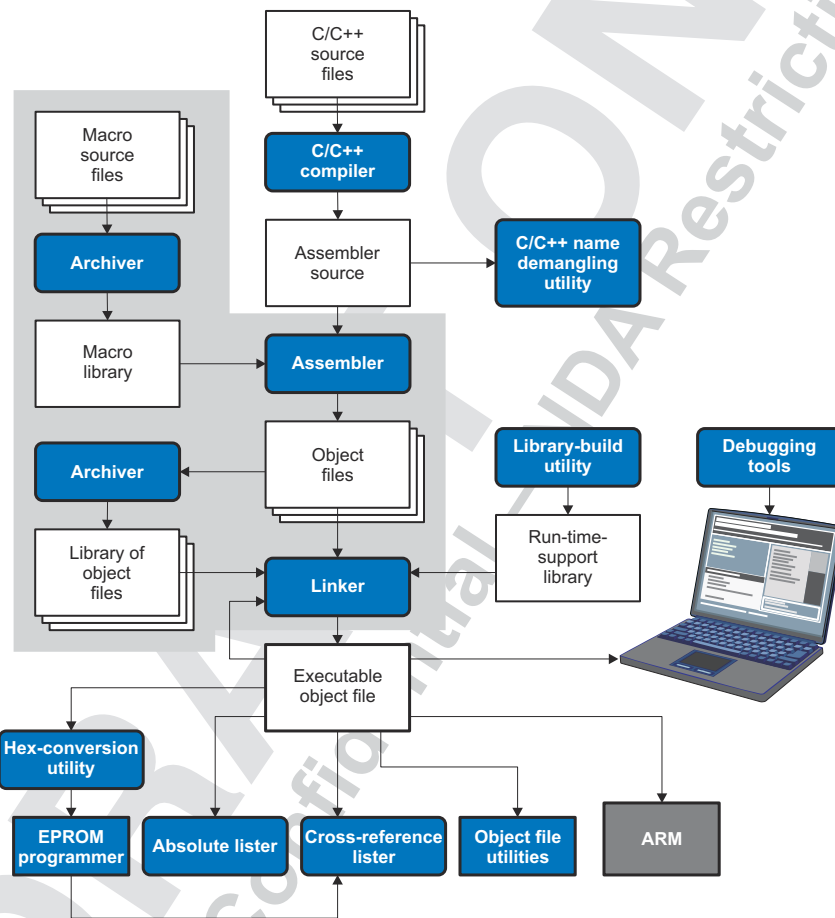 C/C++
source
files
Macro
source
files
C/C++
compiler
Archiver
Assembler
source
C/C++ name
demangling
utility
Macro
library
Assembler
Archiver
Object
files
Library-build
utility
Debugging
tools
Library of
object
files
Linker
Run-time-
support
library
Executable
object file
Hex-conversion
utility
EPROM
programmer
Absolute lister
Cross-reference
lister
Object file
utilities
ARM